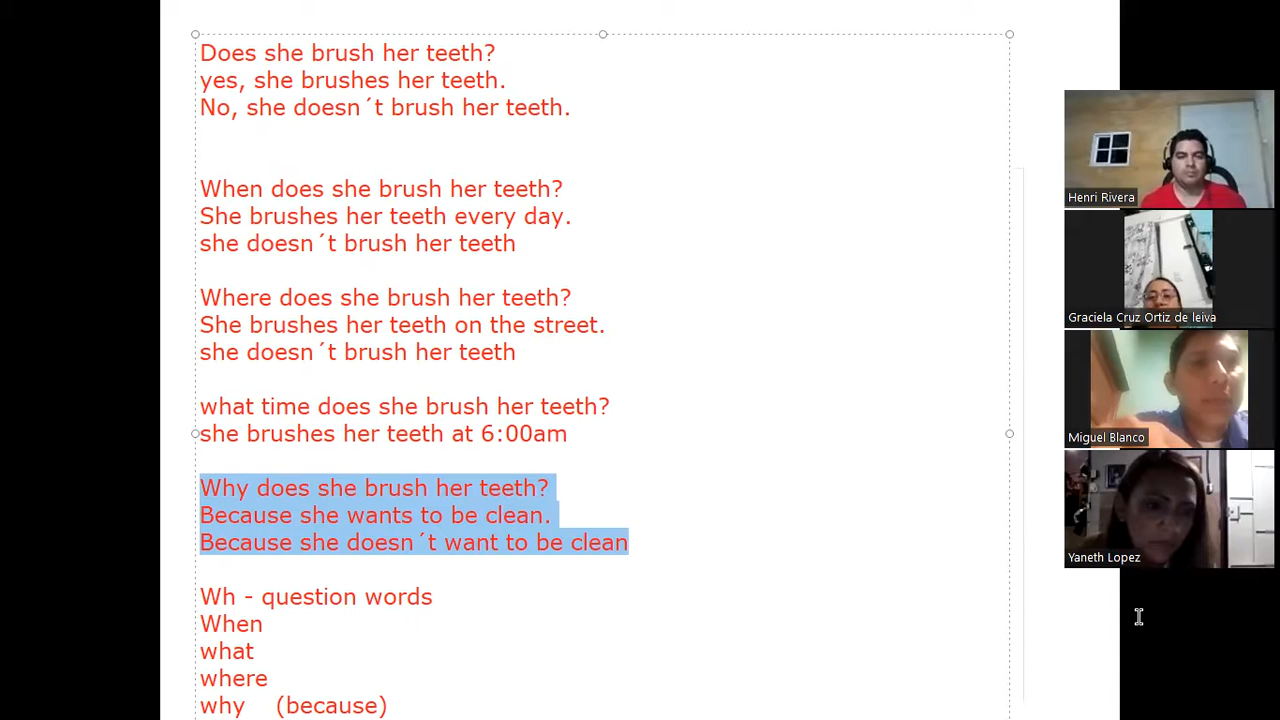 Does she brush her teeth?
yes, she brushes her teeth.
No, she doesn´t brush her teeth.
When does she brush her teeth?
She brushes her teeth every day.
she doesn´t brush her teeth
Where does she brush her teeth?
She brushes her teeth on the street.
she doesn´t brush her teeth
what time does she brush her teeth?
she brushes her teeth at 6:00am
Why does she brush her teeth?
Because she wants to be clean.
Because she doesn´t want to be clean
Wh - question words
When
what
where
why (because)
Henri Rivera
Graciela Cruz Ortiz de leiva
Miguel Blanco
Yaneth Lopez